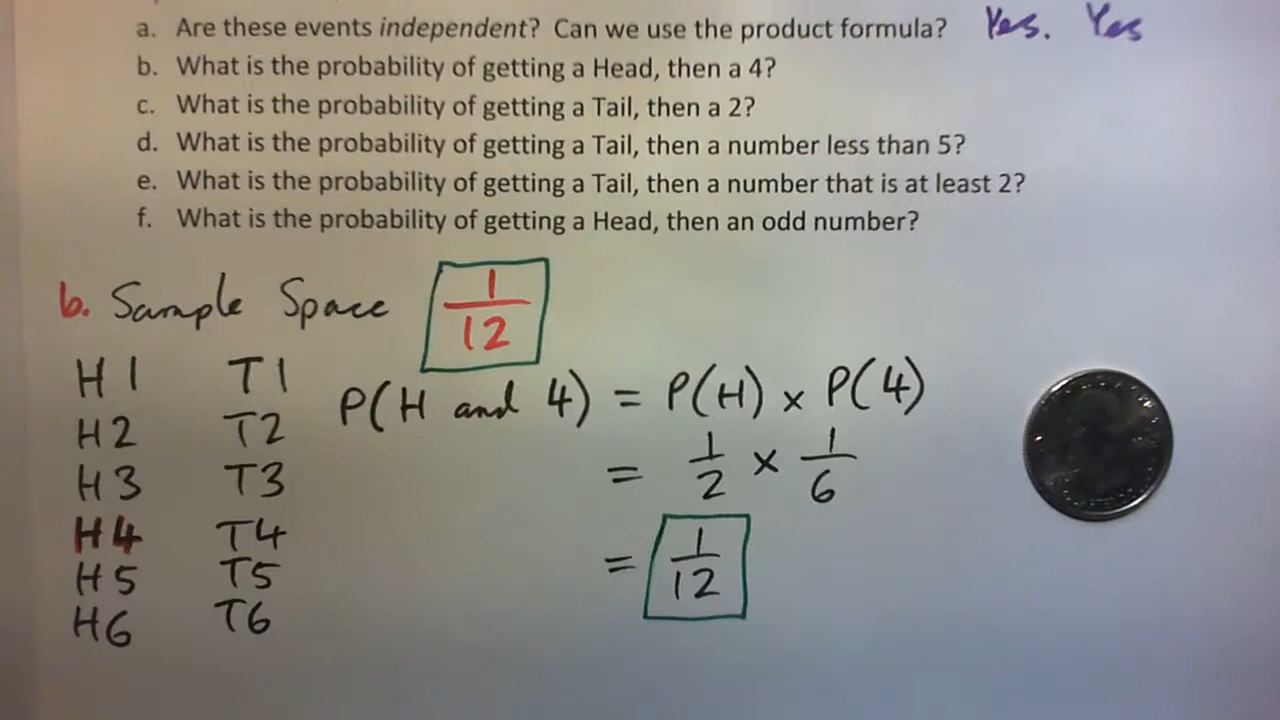 a. Are these events independent? Can we use the product formula? Yes. Yes
b. What is the probability of getting a Head, then a 4?
c. What is the probability of getting a Tail, then a 2?
d. What is the probability of getting a Tail, then a number less than 5?
e. What is the probability of getting a Tail, then a number that is at least 2?
f. What is the probability of getting a Head, then an odd number?
b. Sample Space 1/12
H1 T1
H2 T2
H3 T3
H4 T4
H5 T5
H6 T6
P(H and 4) = P(H) × P(4)
= 1/2 × 1/6
= 1/12